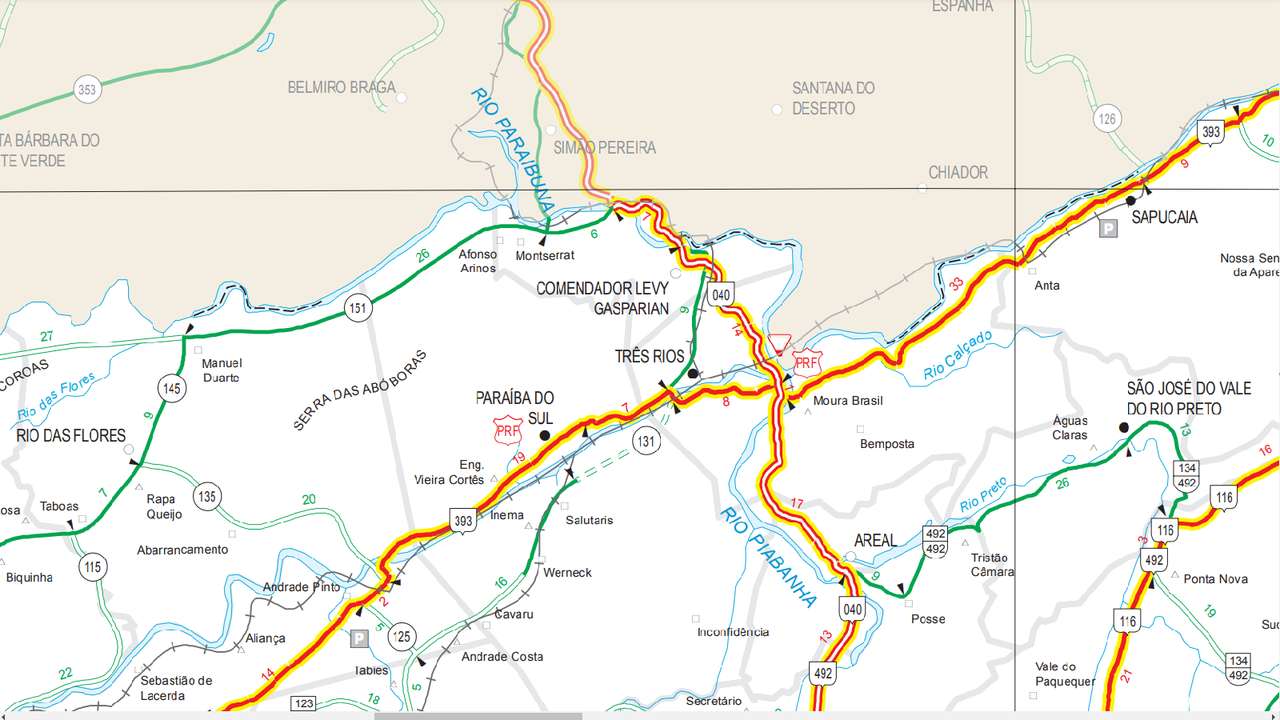 ESPANHA
353
BELMIRO BRAGA
SANTANA DO
DESERTO
126
393
10
TA BÁRBARA DO
TE VERDE
RIO PARAIBUNA
SIMÃO PEREIRA
CHIADOR
9
SAPUCAIA
P
7
6
26
Afonso
Arinos
Montserrat
Nossa Sen
da Apare
Anta
COMENDADOR LEVY
GASPARIAN
040
33
9
14
151
27
Manuel
Duarte
COROAS
Rio das Flores
145
SERRA DAS ABÓBORAS
TRÊS RIOS
PRF
Rio Calçado
PARAÍBA DO
SUL
7
8
Moura Brasil
SÃO JOSÉ DO VALE
DO RIO PRETO
9
RIO DAS FLORES
PRF
131
Bemposta
Águas
Claras
13
19
Eng.
Vieira Cortês
16
7
Rapa
Queijo
135
20
Rio Preto
26
134
492
116
osa
Taboas
393
Inema
Salutaris
17
RIO PIABANHA
AREAL
492
492
116
Abarrancamento
3
115
Biquinha
Andrade Pinto
Werneck
16
Tristão
Câmara
492
Ponta Nova
9
2
Cavaru
040
Posse
19
116
P
5
125
Aliança
Inconfidência
13
Andrade Costa
Suc
134
492
22
14
Sebastião de
Lacerda
Tabões
5
492
Vale do
Paquequer
21
123
18
Secretário